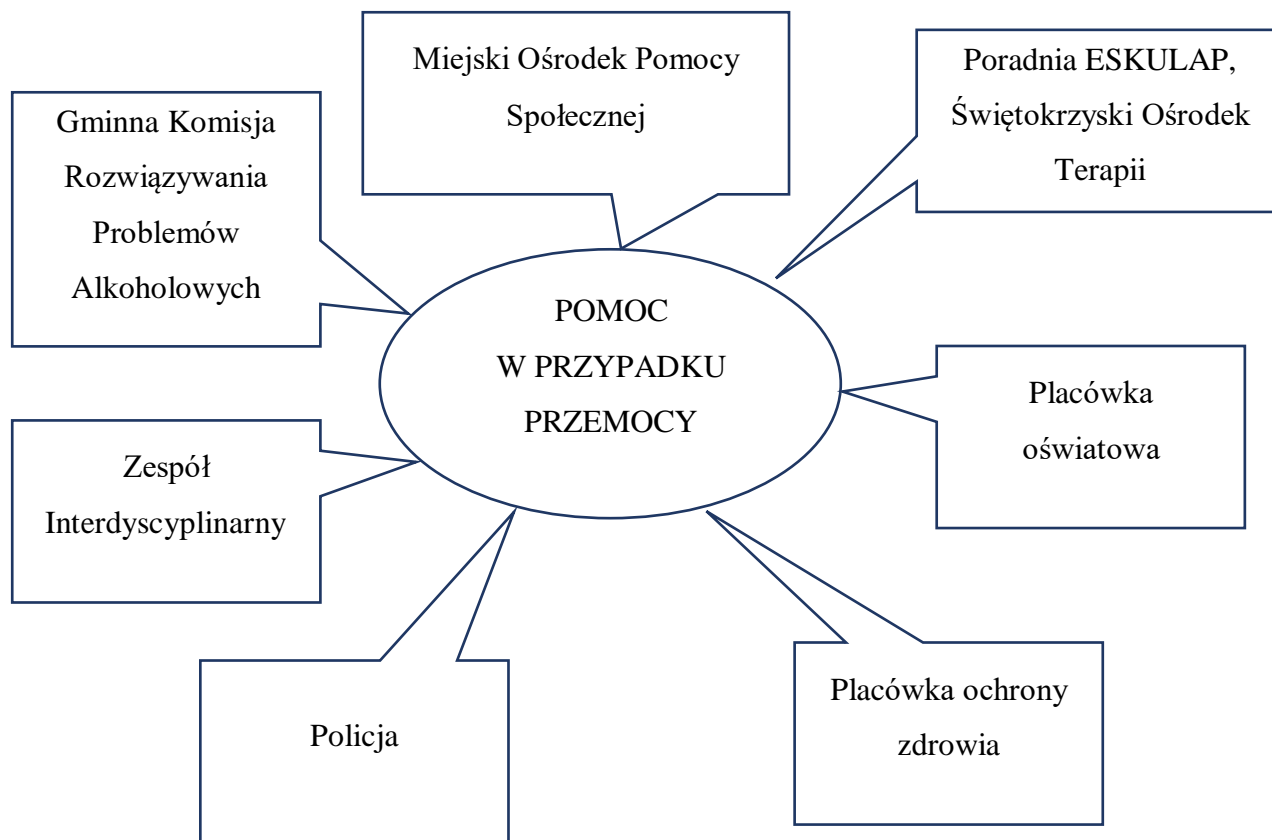 Miejski Ośrodek Pomocy
Społecznej
Poradnia ESKULAP,
Świętokrzyski Ośrodek
Terapii
Gminna Komisja
Rozwiązywania
Problemów
Alkoholowych
POMOC
W PRZYPADKU
PRZEMOCY
Placówka
oświatowa
Zespół
Interdyscyplinarny
Placówka ochrony
zdrowia
Policja